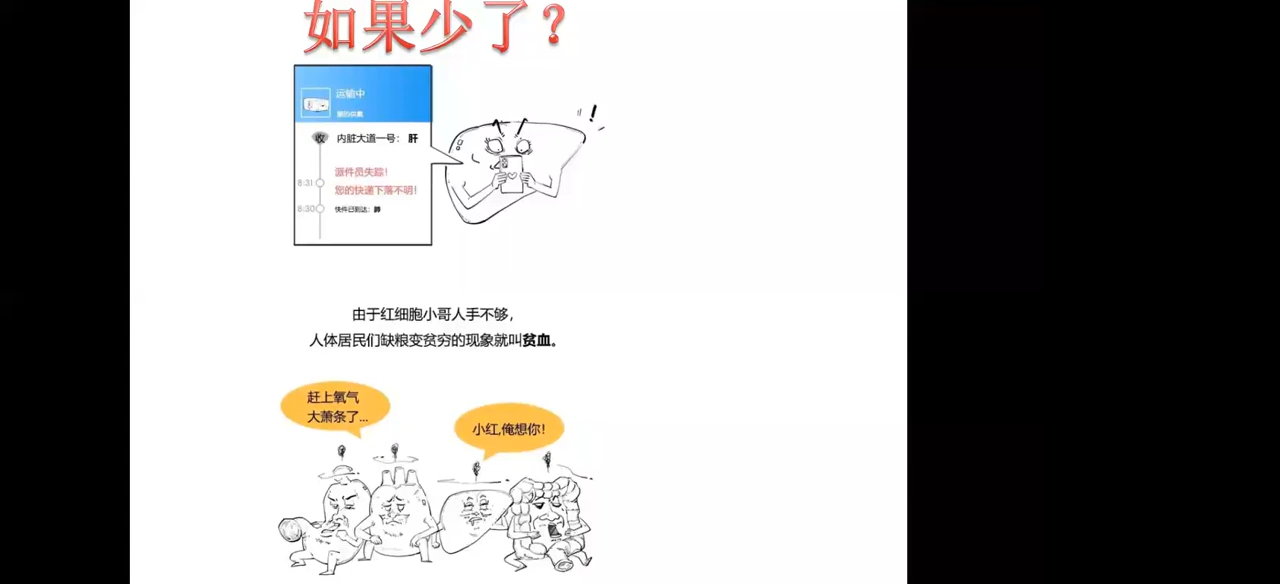 如果少了？
运输中
内脏大道一号：肝
收
派件员失踪！
8:31
您的快递下落不明！
8:30
快件已到达：肺
由于红细胞小哥人手不够，
人体居民们缺粮变贫穷的现象就叫贫血。
赶上氧气
大萧条了...
小红,俺想你！